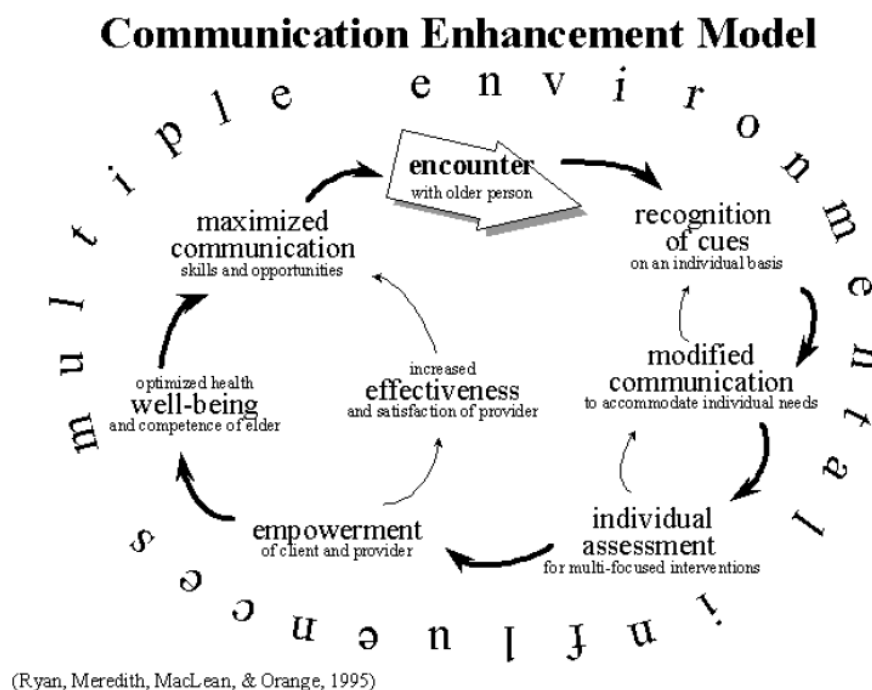 Communication Enhancement Model
multiple environmental influences
encounter
with older person
recognition
of cues
on an individual basis
modified
communication
to accommodate individual needs
individual
assessment
for multi-focused interventions
empowerment
of client and provider
increased
effectiveness
and satisfaction of provider
optimized health
well-being
and competence of elder
maximized
communication
skills and opportunities
(Ryan, Meredith, MacLean, & Orange, 1995)